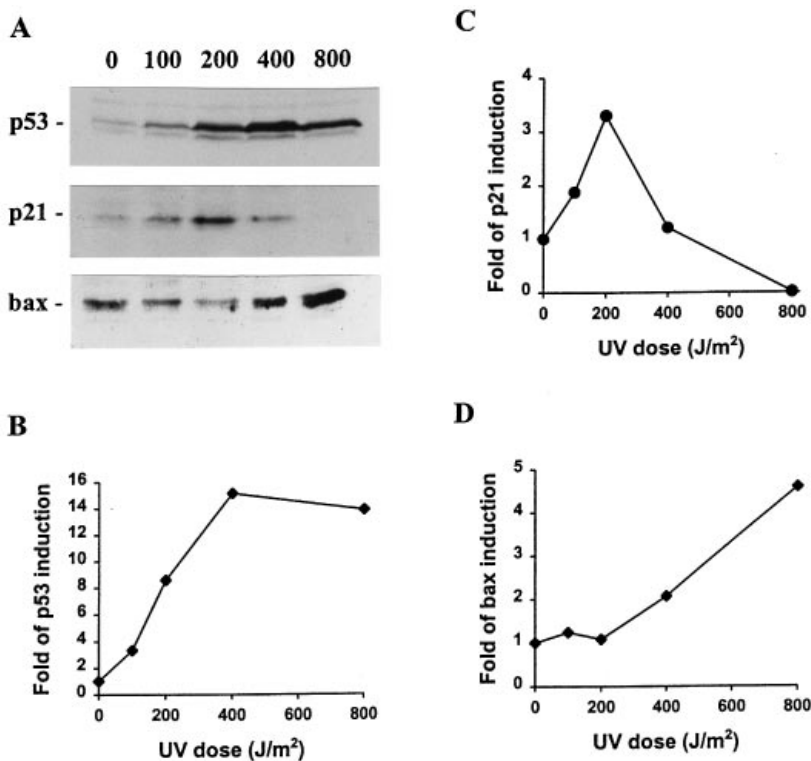 A
0 100 200 400 800
p53 -
p21 -
bax -
B
Fold of p53 induction
16
14
12
10
8
6
4
2
0
0 200 400 600 800
UV dose (J/m²)
C
Fold of p21 induction
4
3
2
1
0
0 200 400 600 800
UV dose (J/m²)
D
Fold of bax induction
5
4
3
2
1
0
0 200 400 600 800
UV dose (J/m²)